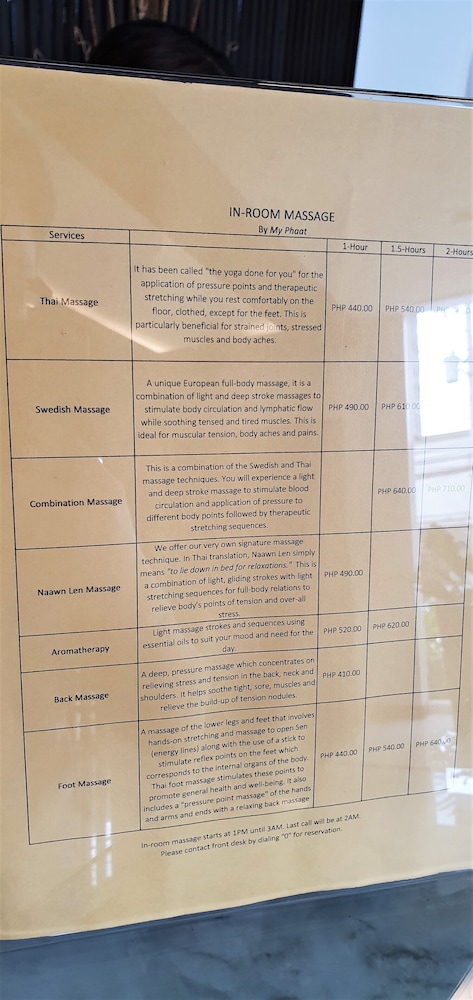 IN-ROOM MASSAGE
By My Phaat
Services 1-Hour 1.5-Hours 2-Hours
Thai Massage
It has been called "the yoga done for you" for the
application of pressure points and therapeutic
stretching while you rest comfortably on the
floor, clothed, except for the feet. This is
particularly beneficial for strained joints, stressed
muscles and body aches.
PHP 440.00 PHP 540.00
Swedish Massage
A unique European full-body massage, it is a
combination of light and deep stroke massages to
stimulate body circulation and lymphatic flow
while soothing tensed and tired muscles. This is
ideal for muscular tension, body aches and pains.
PHP 490.00 PHP 610.00
Combination Massage
This is a combination of the Swedish and Thai
massage techniques. You will experience a light
and deep stroke massage to stimulate blood
circulation and application of pressure to
different body points followed by therapeutic
stretching sequences.
PHP 640.00 PHP 710.00
Naawn Len Massage
We offer our very own signature massage
technique. In Thai translation, Naawn Len simply
means "to lie down in bed for relaxations." This is
a combination of light, gliding strokes with light
stretching sequences for full-body relations to
relieve body's points of tension and over-all
stress.
PHP 490.00
Aromatherapy
Light massage strokes and sequences using
essential oils to suit your mood and need for the
day.
PHP 520.00 PHP 620.00
Back Massage
A deep, pressure massage which concentrates on
relieving stress and tension in the back, neck and
shoulders. It helps soothe tight, sore, muscles and
relieve the build-up of tension nodules.
PHP 410.00
Foot Massage
A massage of the lower legs and feet that involves
hands-on stretching and massage to open Sen
(energy lines) along with the use of a stick to
stimulate reflex points on the feet which
corresponds to the internal organs of the body.
Thai foot massage stimulates these points to
promote general health and well-being. It also
includes a "pressure point massage" of the hands
and arms and ends with a relaxing back massage
PHP 440.00 PHP 540.00 PHP 640.00
In-room massage starts at 1PM until 3AM. Last call will be at 2AM.
Please contact front desk by dialing "0" for reservation.